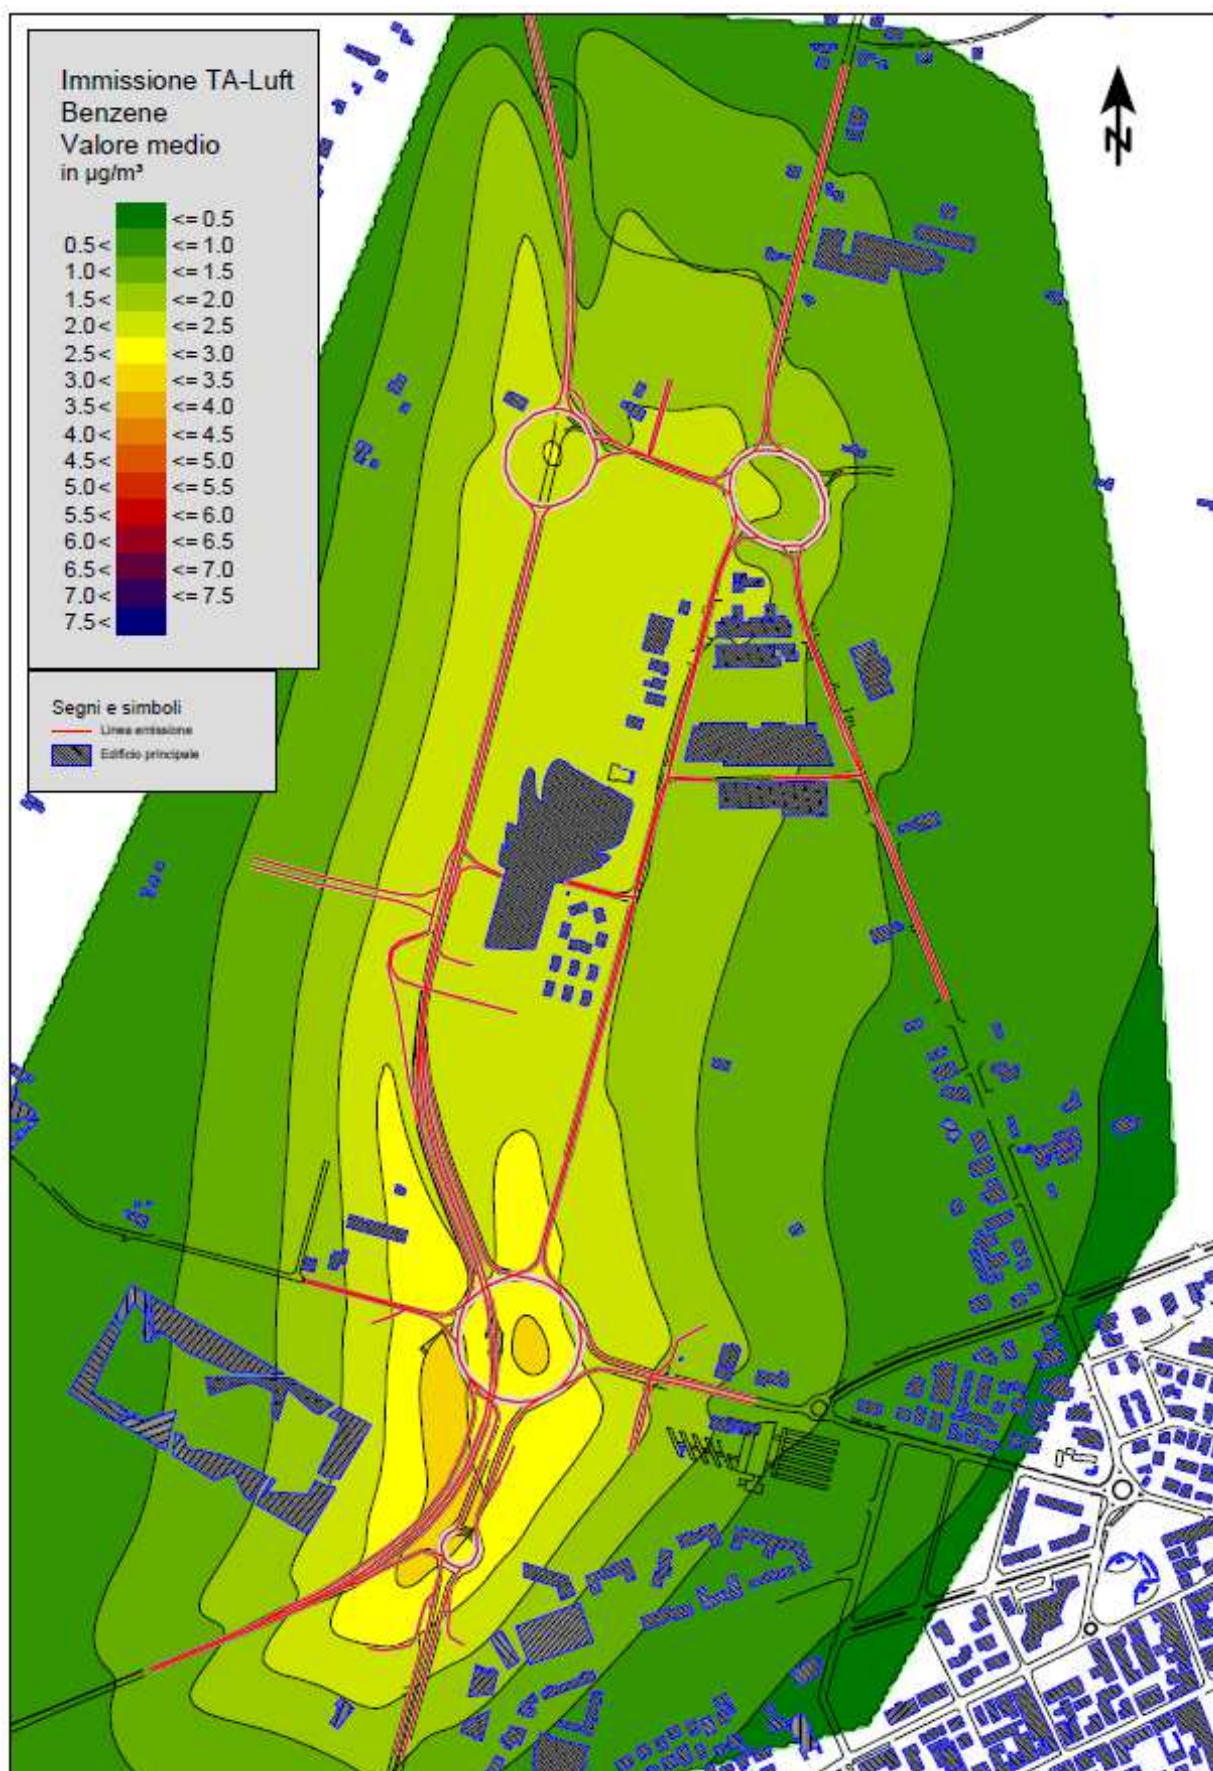 Immissione TA-Luft
Benzene
Valore medio
in µg/m³
<= 0.5
0.5 < <= 1.0
1.0 < <= 1.5
1.5 < <= 2.0
2.0 < <= 2.5
2.5 < <= 3.0
3.0 < <= 3.5
3.5 < <= 4.0
4.0 < <= 4.5
4.5 < <= 5.0
5.0 < <= 5.5
5.5 < <= 6.0
6.0 < <= 6.5
6.5 < <= 7.0
7.0 < <= 7.5
7.5 <
Segni e simboli
Linea emissione
Edificio principale
N